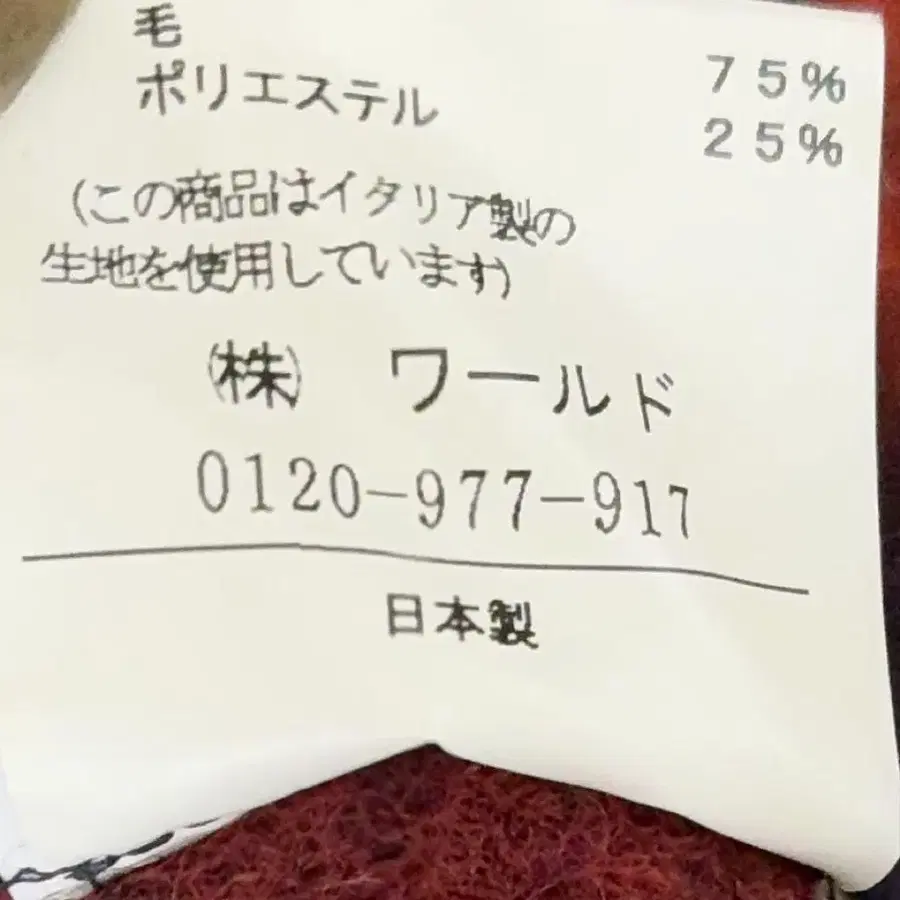 毛 75%
ポリエステル 25%
(この商品はイタリア製の
生地を使用しています)
(株) ワールド
0120-977-917
日本製